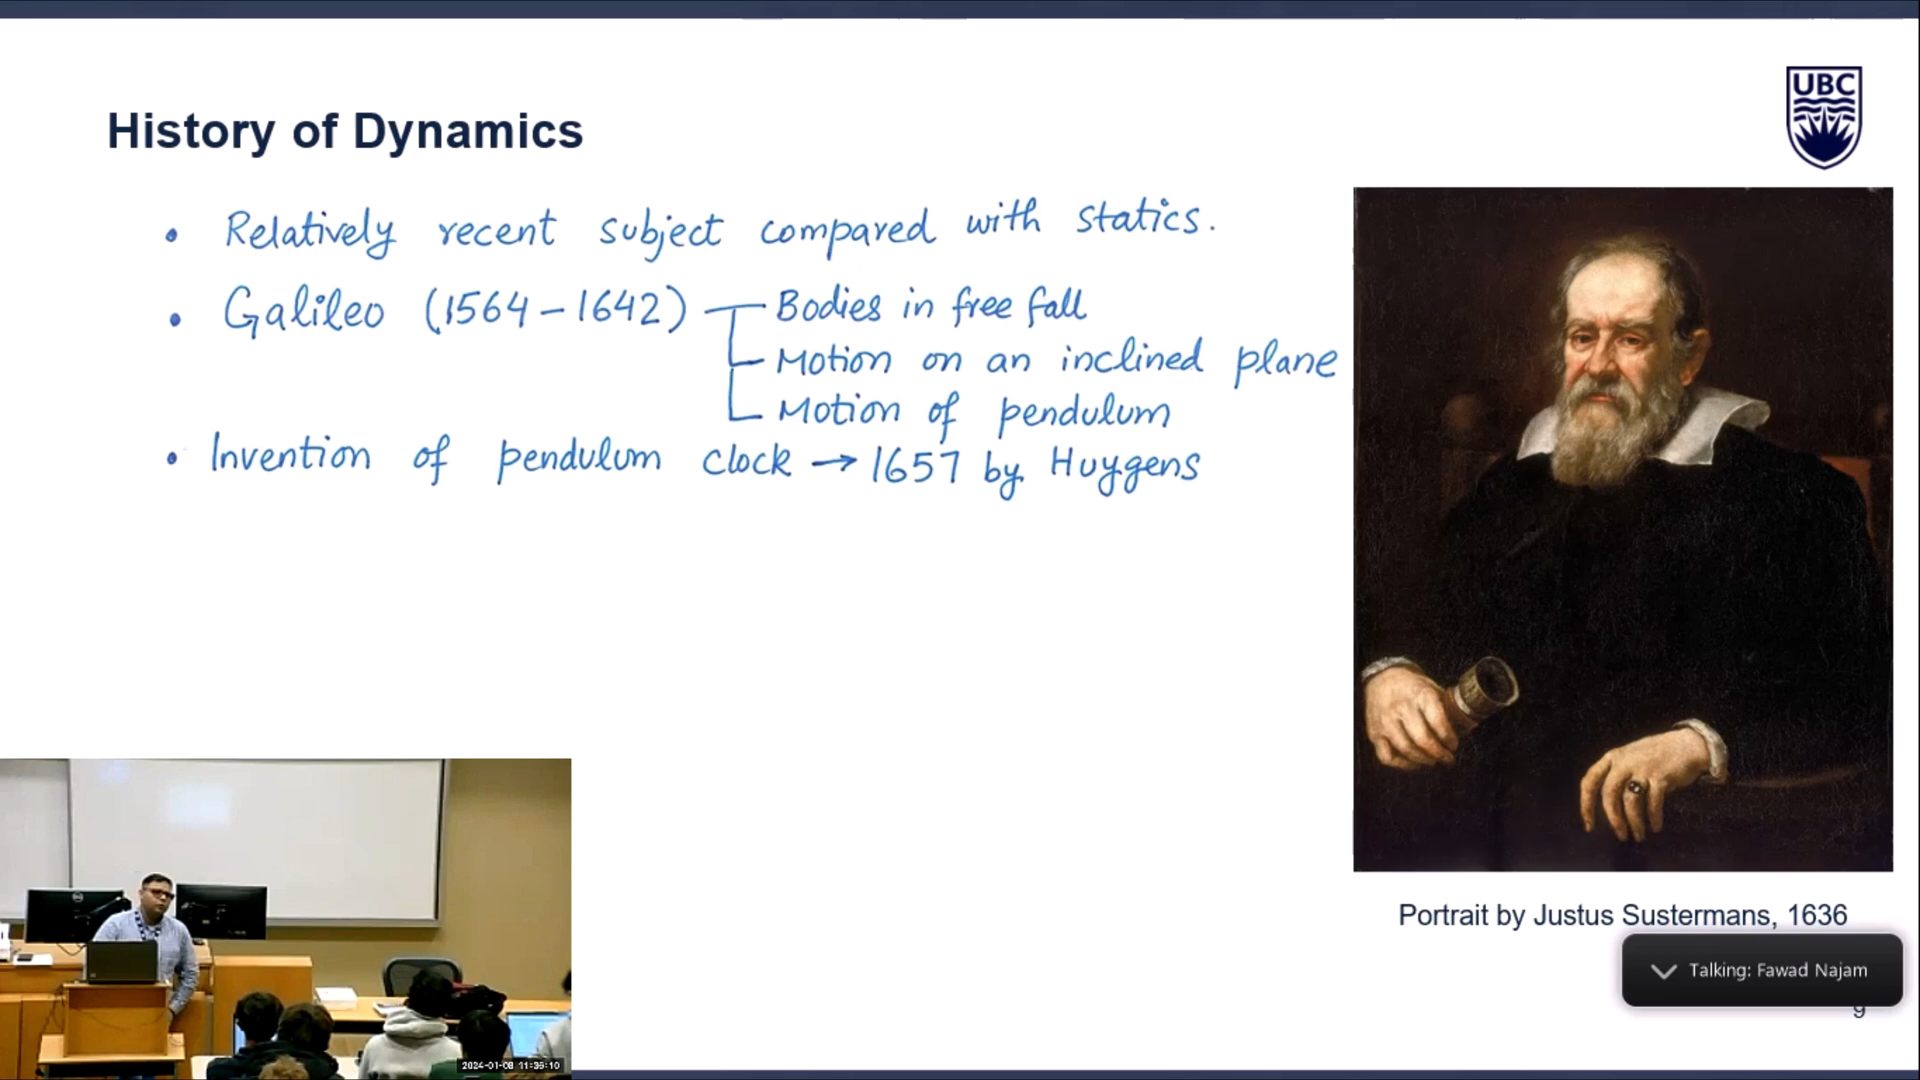 UBC
History of Dynamics
• Relatively recent subject compared with statics.
• Galileo (1564-1642) Bodies in free fall
Motion on an inclined plane
Motion of pendulum
• Invention of pendulum clock → 1657 by Huygens
Portrait by Justus Sustermans, 1636
Talking: Fawad Najam
9
2024-01-08 11:36:10